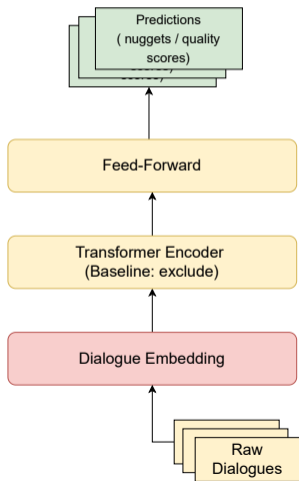 Predictions
( nuggets / quality
scores)
Feed-Forward
Transformer Encoder
(Baseline: exclude)
Dialogue Embedding
Raw
Dialogues